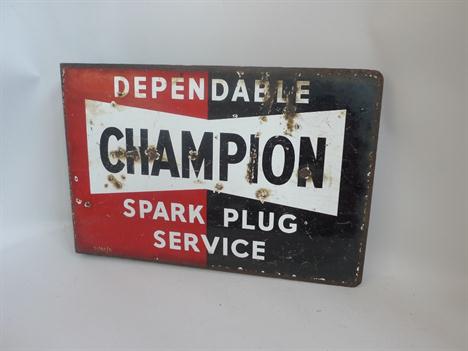 DEPENDABLE
CHAMPION
SPARK PLUG
SERVICE